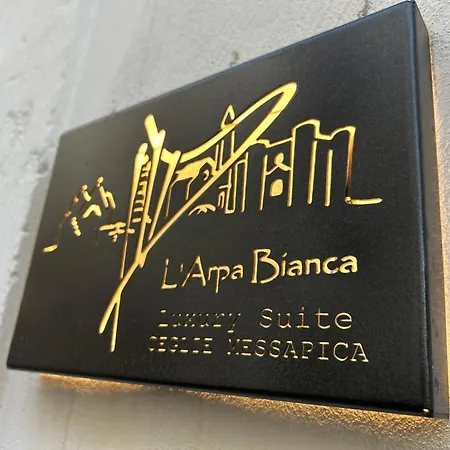 L'Arpa Bianca
Luxury Suite
CEGLIE MESSAPICA